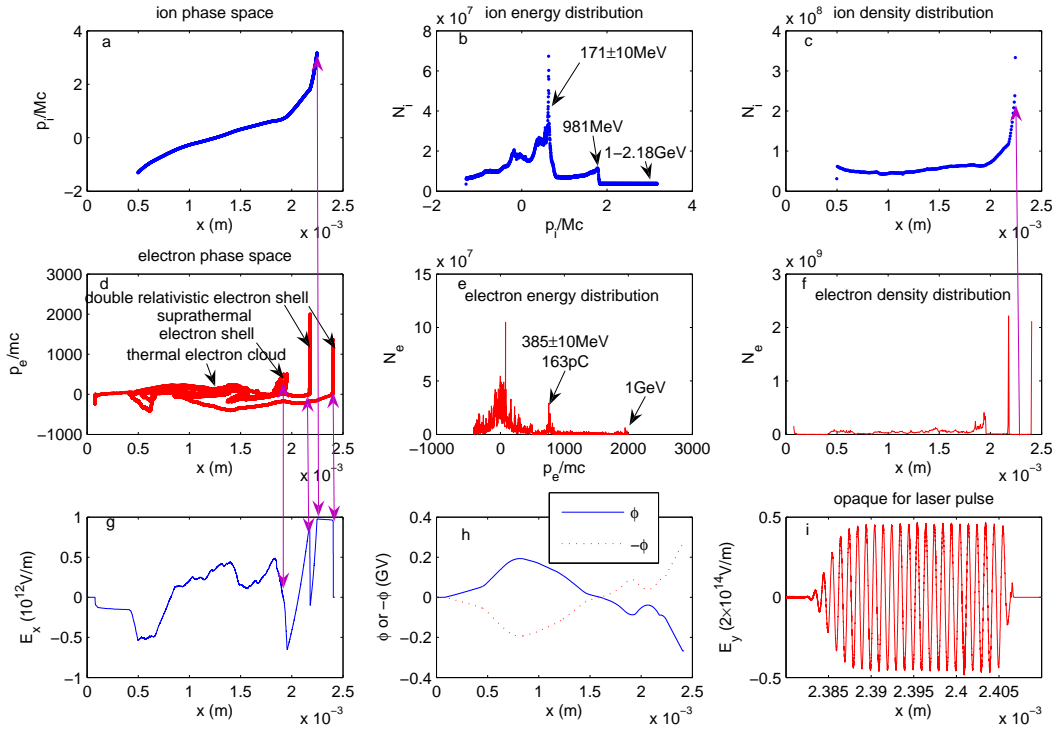 ion phase space
a
4
2
0
−2
p_i/Mc
0 0.5 1 1.5 2 2.5
x (m)
x 10^−3
ion energy distribution
x 10^7
b
8
6
4
2
0
N_i
171±10MeV
981MeV
1−2.18GeV
−2 0 2 4
p_i/Mc
ion density distribution
x 10^8
c
4
3
2
1
0
N_i
0 0.5 1 1.5 2 2.5
x (m)
x 10^−3
electron phase space
d
3000
2000
1000
0
−1000
p_e/mc
double relativistic electron shell
suprathermal
electron shell
thermal electron cloud
0 0.5 1 1.5 2 2.5
x (m)
x 10^−3
x 10^7
e
electron energy distribution
15
10
5
0
N_e
385±10MeV
163pC
1GeV
−1000 0 1000 2000 3000
p_e/mc
x 10^9
f
electron density distribution
3
2
1
0
N_e
0 0.5 1 1.5 2 2.5
x (m)
x 10^−3
g
1
0.5
0
−0.5
−1
E_x (10^12V/m)
0 0.5 1 1.5 2 2.5
x (m)
x 10^−3
h
0.4
0.2
0
−0.2
−0.4
ϕ or −ϕ (GV)
ϕ
−ϕ
0 0.5 1 1.5 2 2.5
x (m)
x 10^−3
opaque for laser pulse
i
0.5
0
−0.5
E_y (2×10^14V/m)
2.385 2.39 2.395 2.4 2.405
x (m)
x 10^−3